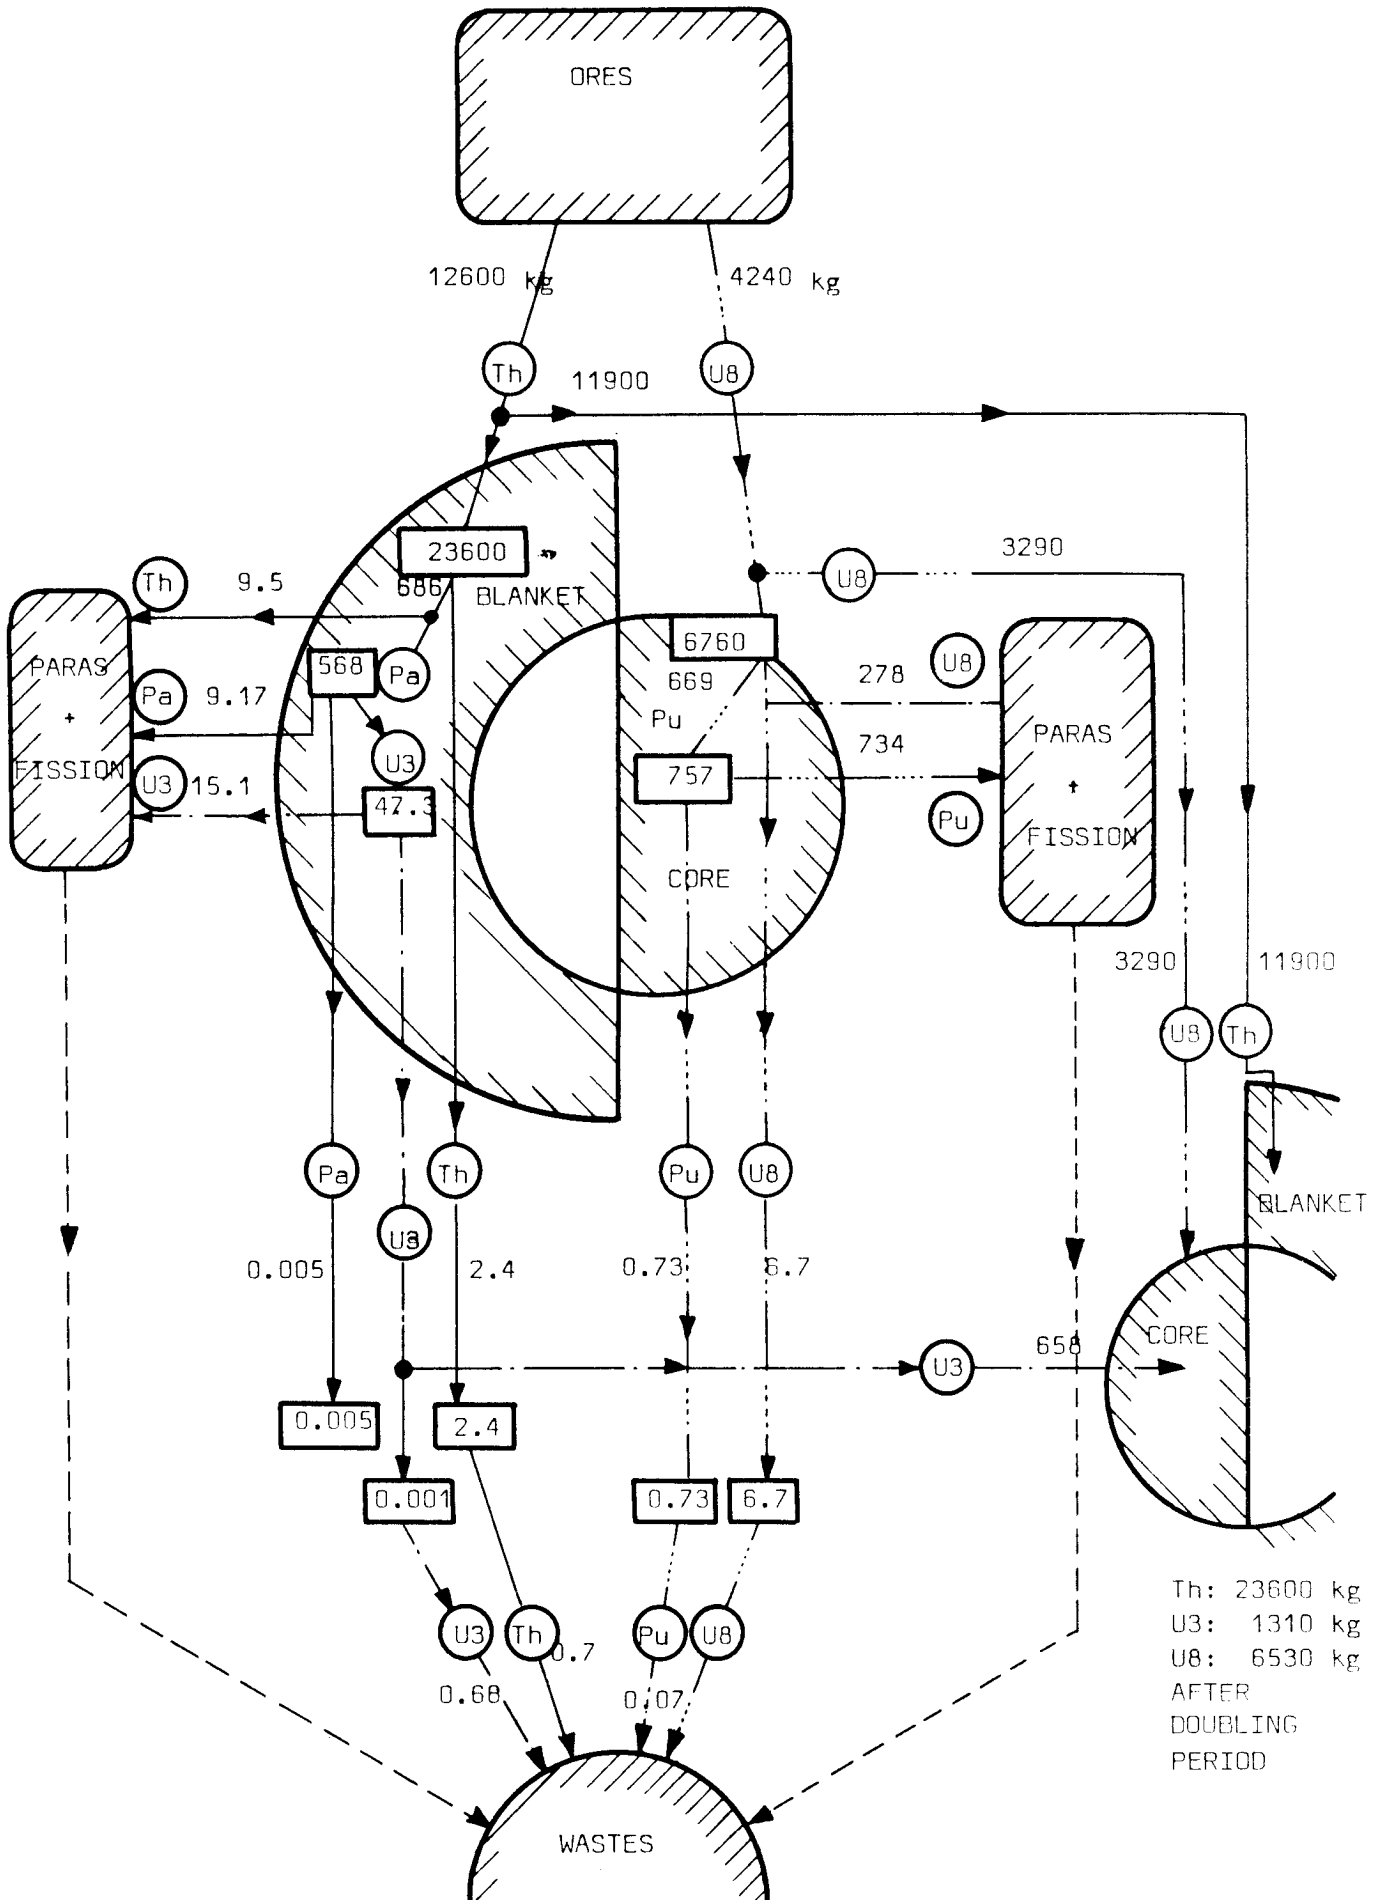 ORES
12600 kg
4240 kg
Th
U8
11900
23600
686
BLANKET
3290
U8
Th
9.5
568
Pa
PARAS
+
FISSION
Pa
9.17
U3
15.1
U3
47.3
6760
669
Pu
757
CORE
278
U8
734
Pu
PARAS
+
FISSION
3290
11900
U8
Th
Pa
Th
Pu
U8
U3
0.005
2.4
0.73
6.7
BLANKET
CORE
U3
658
0.005
2.4
0.001
0.73
6.7
U3
Th
0.7
Pu
U8
0.68
0.07
Th: 23600 kg
U3: 1310 kg
U8: 6530 kg
AFTER
DOUBLING
PERIOD
WASTES